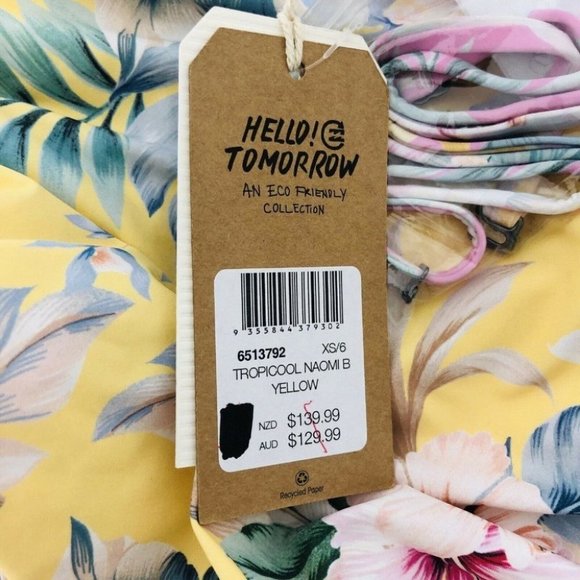 HELLO!
TOMORROW
AN ECO FRIENDLY
COLLECTION
9 355844 379302
6513792 XS/6
TROPICOOL NAOMI B
YELLOW
NZD $139.99
AUD $129.99
Recycled Paper